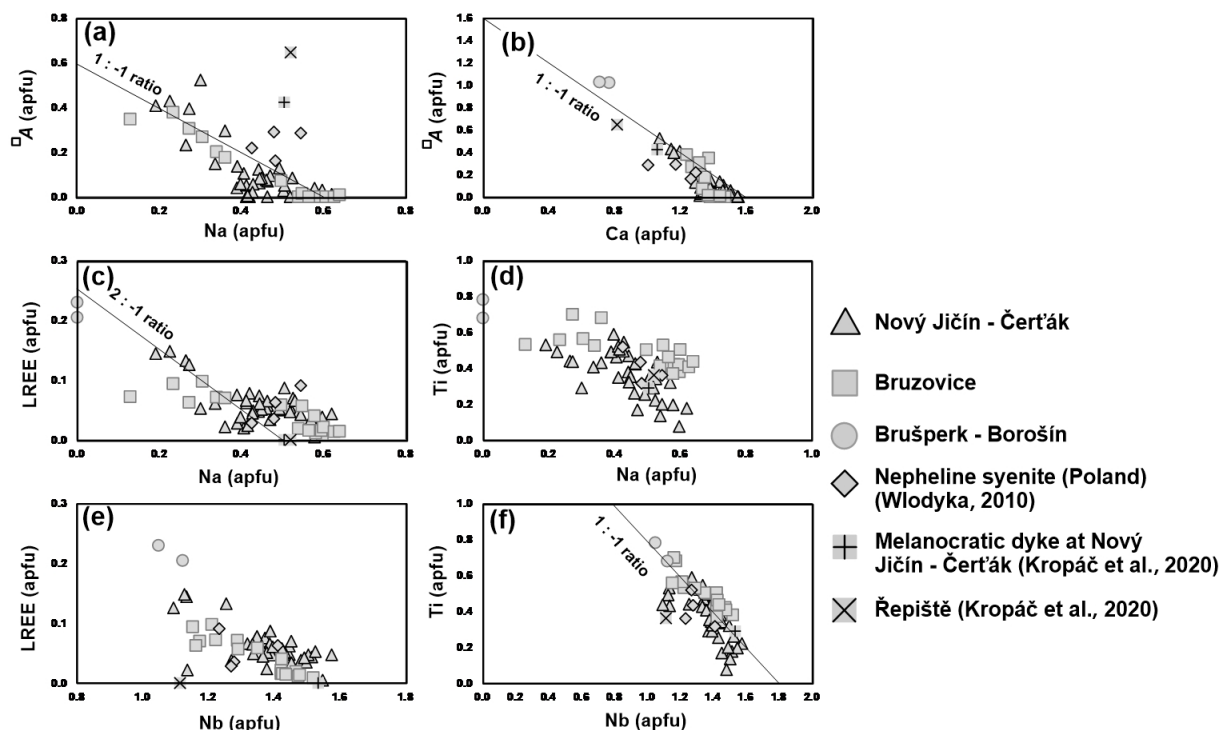 (a)
0.8
0.6
0.4
0.2
0.0
□A (apfu)
1 : -1 ratio
0.0 0.2 0.4 0.6 0.8
Na (apfu)
(b)
1.6
1.4
1.2
1.0
0.8
0.6
0.4
0.2
0.0
□A (apfu)
1 : -1 ratio
0.0 0.4 0.8 1.2 1.6 2.0
Ca (apfu)
(c)
0.3
0.2
0.1
0.0
LREE (apfu)
2 : -1 ratio
0.0 0.2 0.4 0.6 0.8
Na (apfu)
(d)
1.0
0.8
0.6
0.4
0.2
0.0
Ti (apfu)
0.0 0.2 0.4 0.6 0.8 1.0
Na (apfu)
(e)
0.3
0.2
0.1
0.0
LREE (apfu)
0.8 1.0 1.2 1.4 1.6 1.8
Nb (apfu)
(f)
1.0
0.8
0.6
0.4
0.2
0.0
Ti (apfu)
1 : -1 ratio
0.0 0.4 0.6 0.8 1.0 1.2 1.4 1.6 1.8 2.0
Nb (apfu)
Nový Jičín - Čerťák
Bruzovice
Brušperk - Borošín
Nepheline syenite (Poland)
(Wlodyka, 2010)
Melanocratic dyke at Nový
Jičín - Čerťák (Kropáč et al., 2020)
Řepiště (Kropáč et al., 2020)